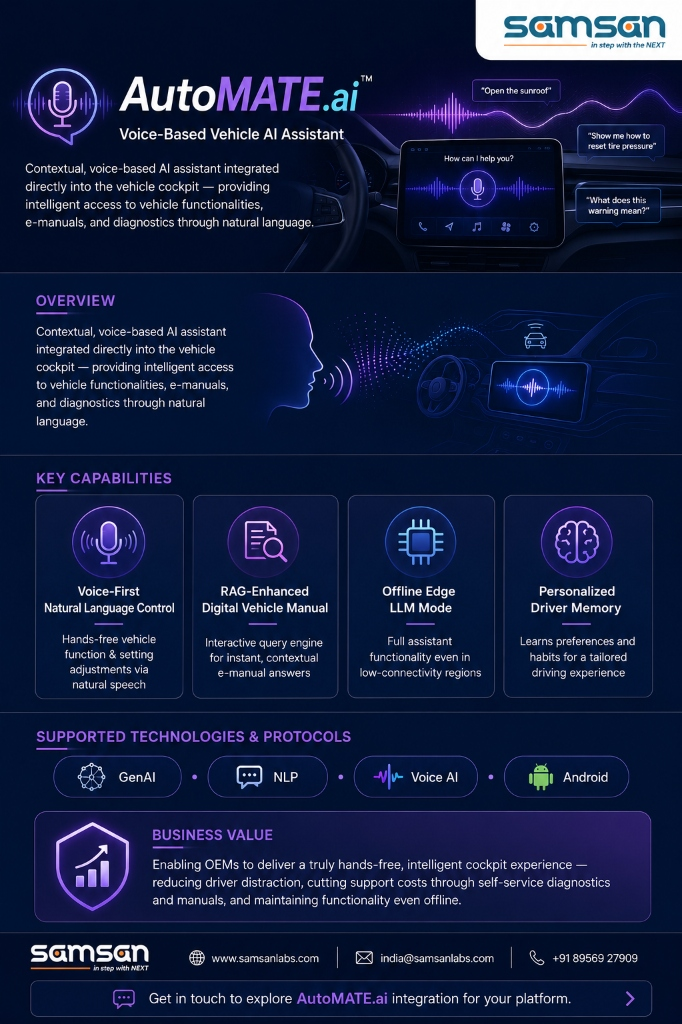 samsan
in step with the NEXT
AutoMATE.ai™
Voice-Based Vehicle AI Assistant
Contextual, voice-based AI assistant integrated
directly into the vehicle cockpit — providing
intelligent access to vehicle functionalities,
e-manuals, and diagnostics through natural language.
"Open the sunroof"
"Show me how to
reset tire pressure"
How can I help you?
"What does this
warning mean?"
OVERVIEW
Contextual, voice-based AI assistant
integrated directly into the vehicle
cockpit — providing intelligent access
to vehicle functionalities, e-manuals,
and diagnostics through natural
language.
KEY CAPABILITIES
Voice-First
Natural Language Control
Hands-free vehicle
function & setting
adjustments via
natural speech
RAG-Enhanced
Digital Vehicle Manual
Interactive query engine
for instant, contextual
e-manual answers
Offline Edge
LLM Mode
Full assistant
functionality even in
low-connectivity regions
Personalized
Driver Memory
Learns preferences and
habits for a tailored
driving experience
SUPPORTED TECHNOLOGIES & PROTOCOLS
GenAI • NLP • Voice AI • Android
BUSINESS VALUE
Enabling OEMs to deliver a truly hands-free, intelligent cockpit experience —
reducing driver distraction, cutting support costs through self-service diagnostics
and manuals, and maintaining functionality even offline.
samsan
in step with NEXT
www.samsanlabs.com
india@samsanlabs.com
+91 89569 27909
Get in touch to explore AutoMATE.ai integration for your platform.